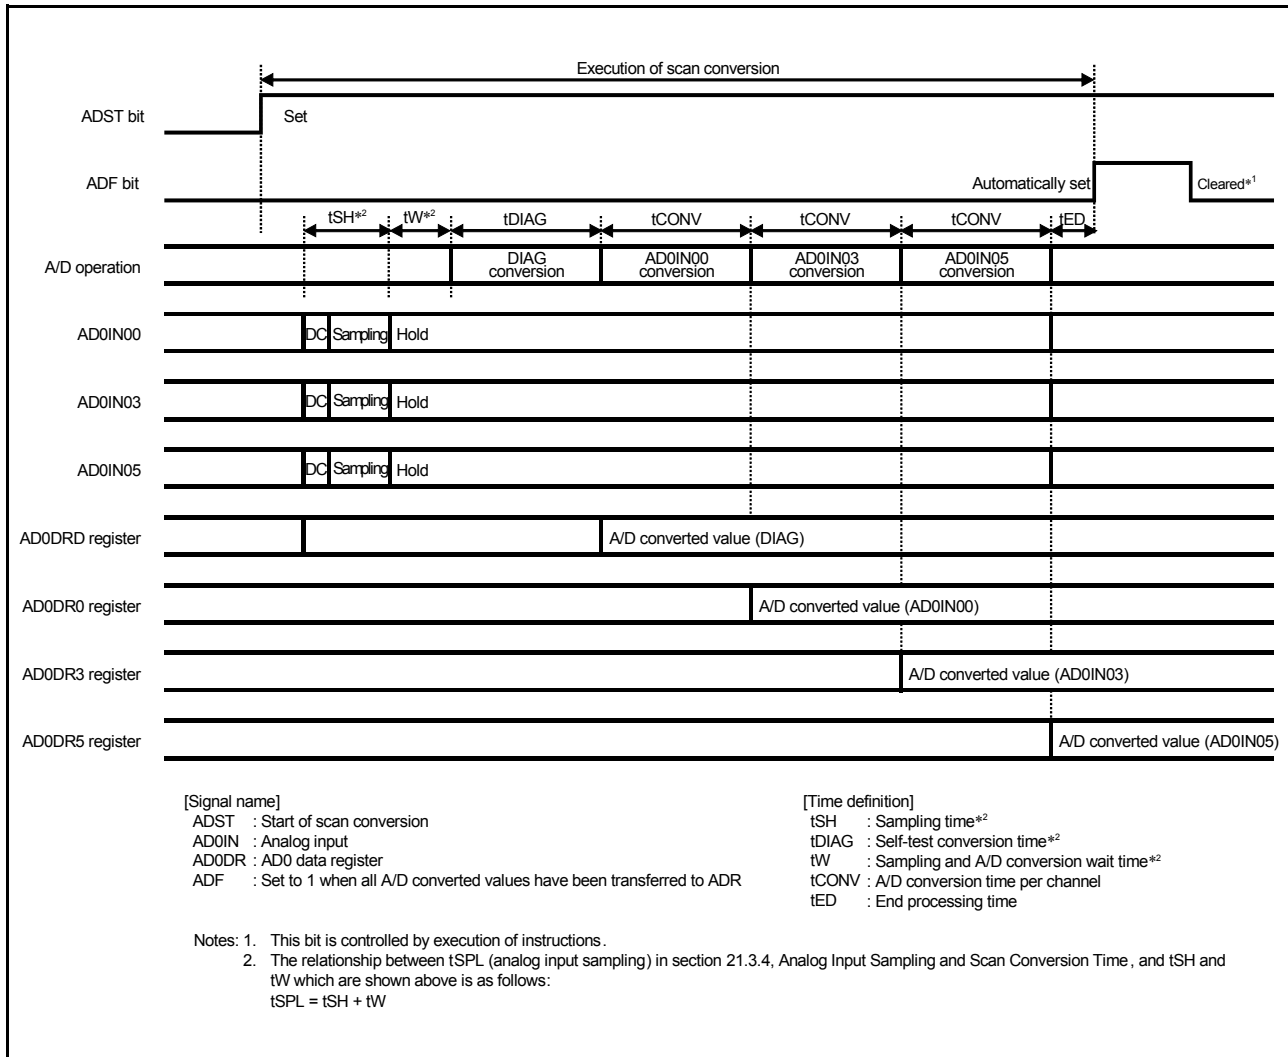 Execution of scan conversion
ADST bit Set
ADF bit Automatically set Cleared*1
tSH*2 tW*2 tDIAG tCONV tCONV tCONV tED
A/D operation DIAG conversion AD0IN00 conversion AD0IN03 conversion AD0IN05 conversion
AD0IN00 DC Sampling Hold
AD0IN03 DC Sampling Hold
AD0IN05 DC Sampling Hold
AD0DRD register A/D converted value (DIAG)
AD0DR0 register A/D converted value (AD0IN00)
AD0DR3 register A/D converted value (AD0IN03)
AD0DR5 register A/D converted value (AD0IN05)
[Signal name]
ADST : Start of scan conversion
AD0IN : Analog input
AD0DR : AD0 data register
ADF : Set to 1 when all A/D converted values have been transferred to ADR
[Time definition]
tSH : Sampling time*2
tDIAG : Self-test conversion time*2
tW : Sampling and A/D conversion wait time*2
tCONV : A/D conversion time per channel
tED : End processing time
Notes: 1. This bit is controlled by execution of instructions.
2. The relationship between tSPL (analog input sampling) in section 21.3.4, Analog Input Sampling and Scan Conversion Time, and tSH and
tW which are shown above is as follows:
tSPL = tSH + tW